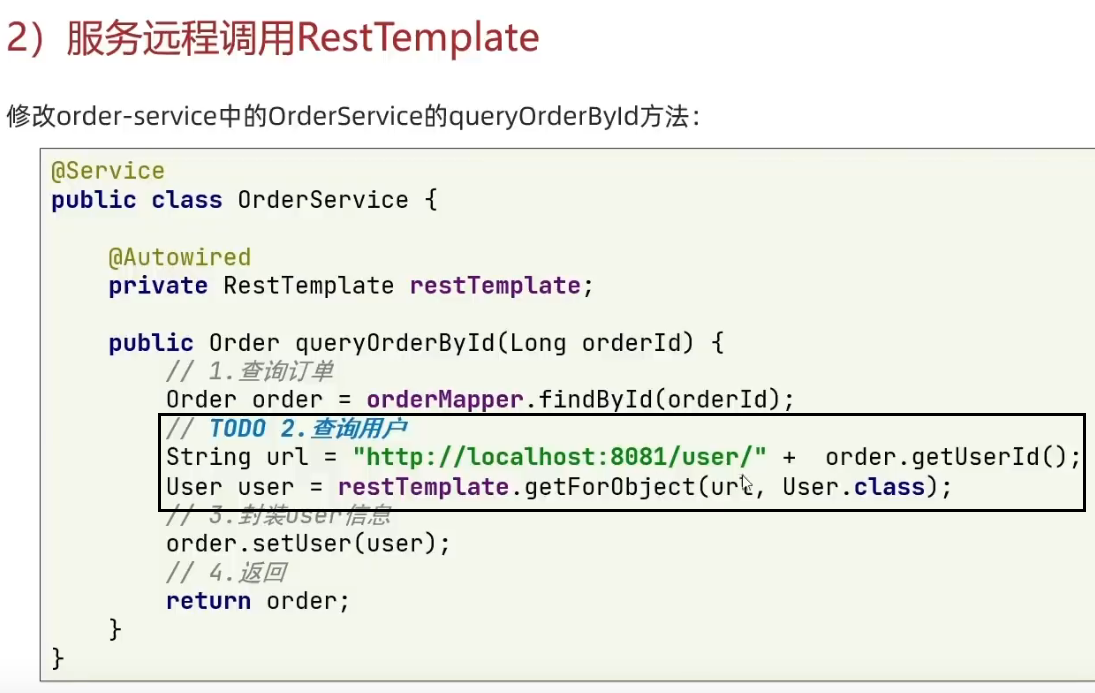 2）服务远程调用RestTemplate
修改order-service中的OrderService的queryOrderById方法：
@Service
public class OrderService {
@Autowired
private RestTemplate restTemplate;
public Order queryOrderById(Long orderId) {
// 1.查询订单
Order order = orderMapper.findById(orderId);
// TODO 2.查询用户
String url = "http://localhost:8081/user/" +  order.getUserId();
User user = restTemplate.getForObject(url, User.class);
// 3.封装user信息
order.setUser(user);
// 4.返回
return order;
}
}